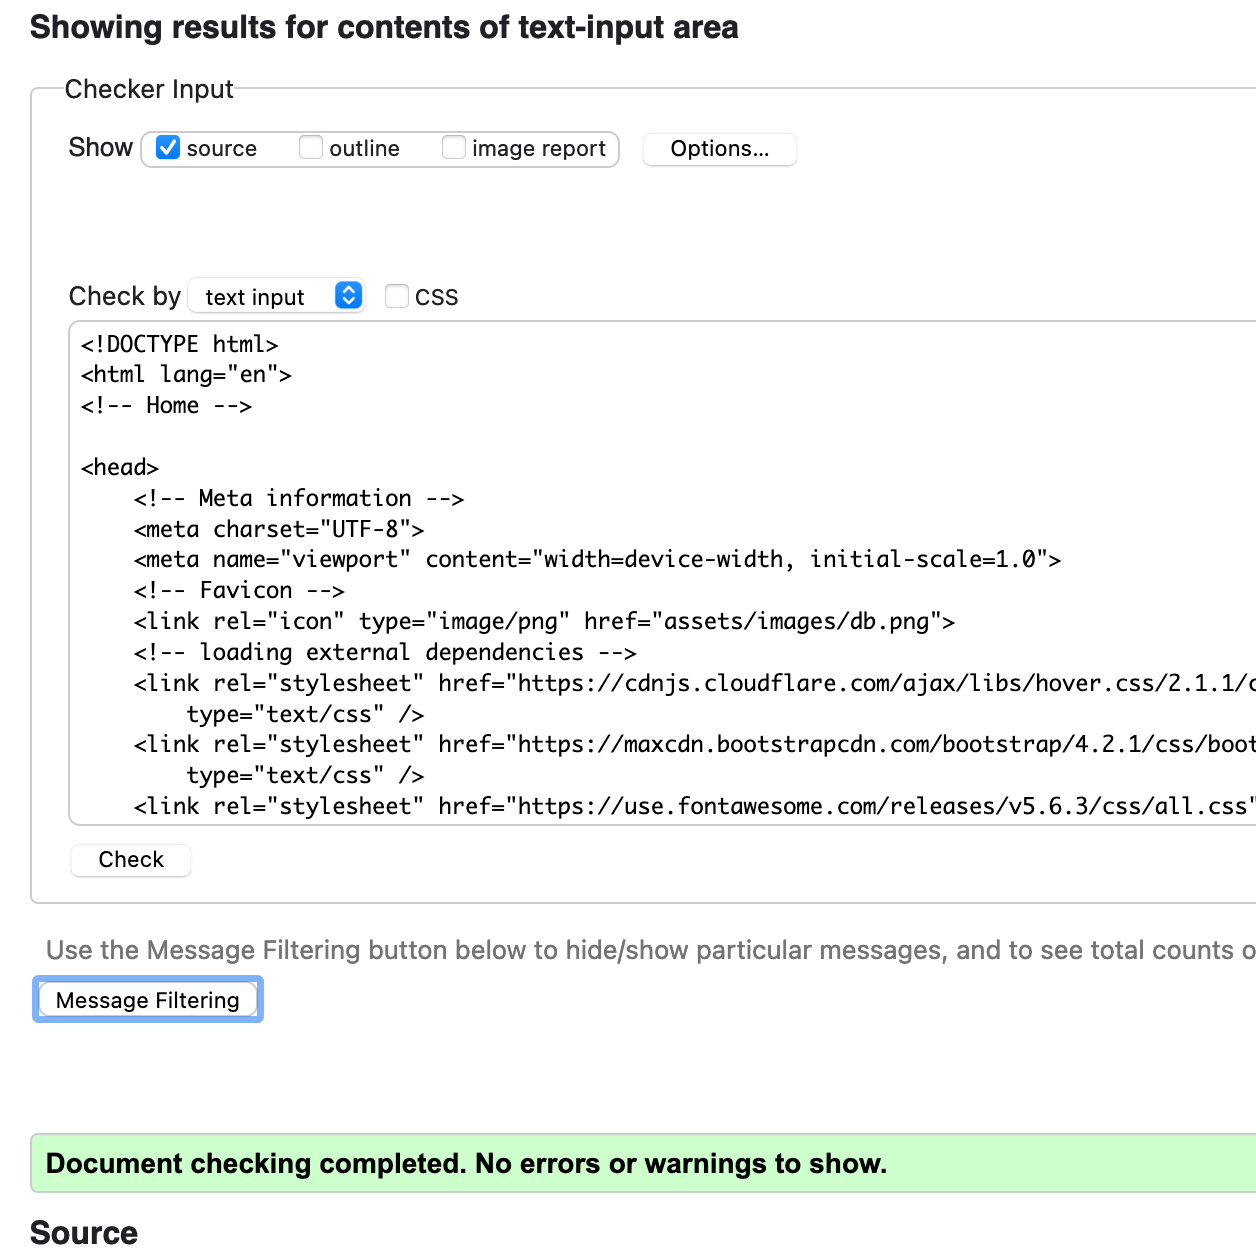 Showing results for contents of text-input area
Checker Input
Show source outline image report Options...
Check by text input CSS
<!DOCTYPE html>
<html lang="en">
<!-- Home -->
<head>
<!-- Meta information -->
<meta charset="UTF-8">
<meta name="viewport" content="width=device-width, initial-scale=1.0">
<!-- Favicon -->
<link rel="icon" type="image/png" href="assets/images/db.png">
<!-- loading external dependencies -->
<link rel="stylesheet" href="https://cdnjs.cloudflare.com/ajax/libs/hover.css/2.1.1/c
type="text/css" />
<link rel="stylesheet" href="https://maxcdn.bootstrapcdn.com/bootstrap/4.2.1/css/boot
type="text/css" />
<link rel="stylesheet" href="https://use.fontawesome.com/releases/v5.6.3/css/all.css"
Check
Use the Message Filtering button below to hide/show particular messages, and to see total counts o
Message Filtering
Document checking completed. No errors or warnings to show.
Source